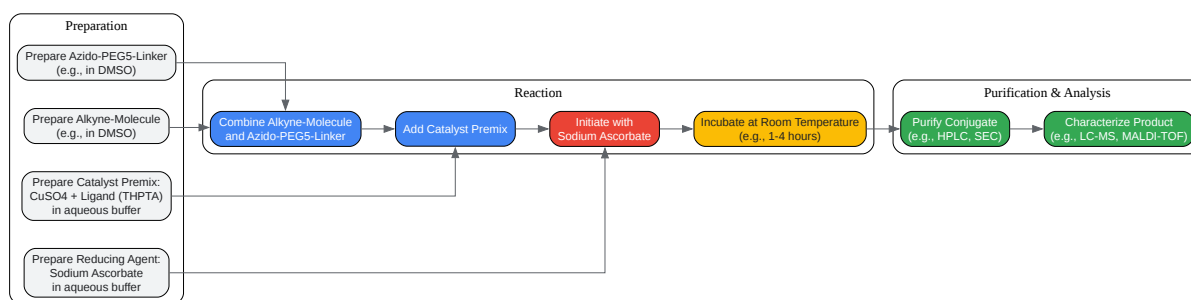 Preparation
Prepare Azido-PEG5-Linker
(e.g., in DMSO)
Prepare Alkyne-Molecule
(e.g., in DMSO)
Prepare Catalyst Premix:
CuSO4 + Ligand (THPTA)
in aqueous buffer
Prepare Reducing Agent:
Sodium Ascorbate
in aqueous buffer
Reaction
Combine Alkyne-Molecule
and Azido-PEG5-Linker
Add Catalyst Premix
Initiate with
Sodium Ascorbate
Incubate at Room Temperature
(e.g., 1-4 hours)
Purification & Analysis
Purify Conjugate
(e.g., HPLC, SEC)
Characterize Product
(e.g., LC-MS, MALDI-TOF)